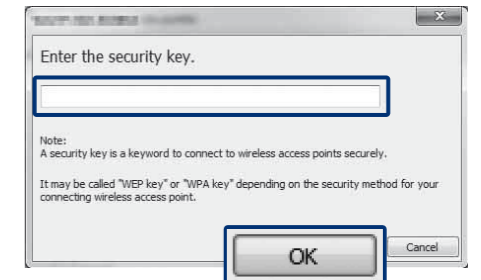 Enter the security key.
Note:
A security key is a keyword to connect to wireless access points securely.
It may be called "WEP key" or "WPA key" depending on the security method for your
connecting wireless access point.
OK
Cancel